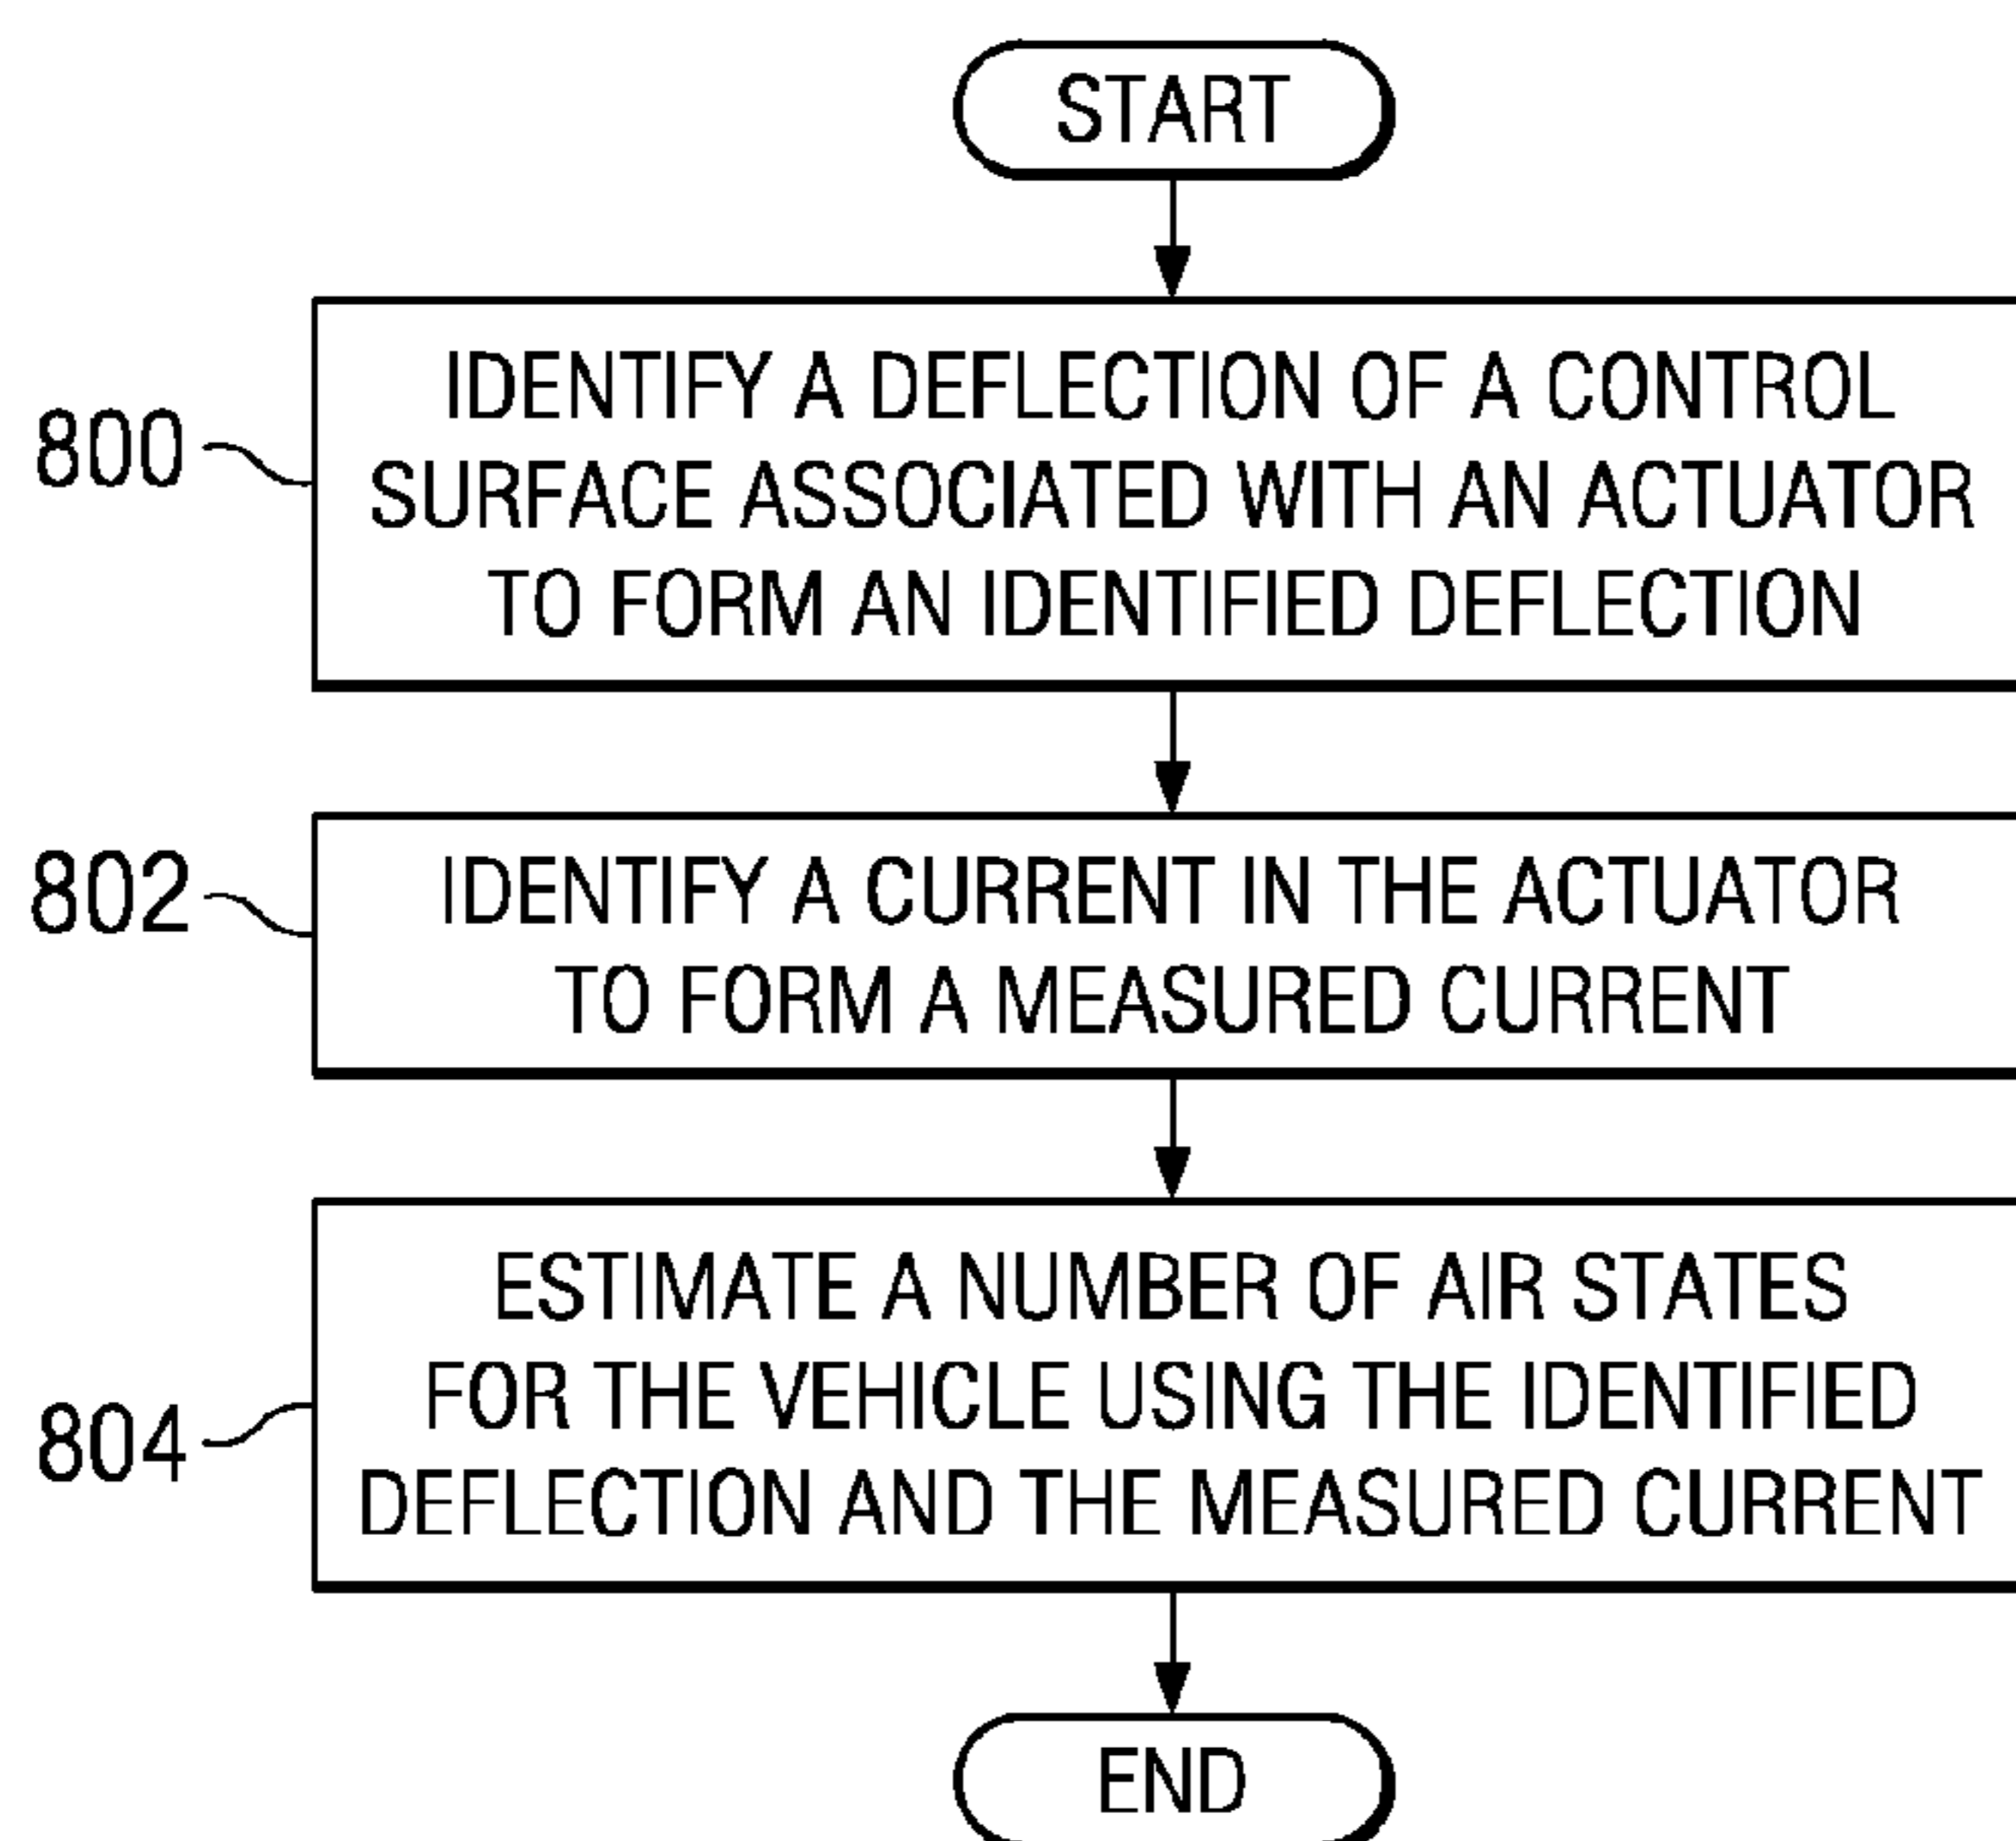 START
800
IDENTIFY A DEFLECTION OF A CONTROL
SURFACE ASSOCIATED WITH AN ACTUATOR
TO FORM AN IDENTIFIED DEFLECTION
802
IDENTIFY A CURRENT IN THE ACTUATOR
TO FORM A MEASURED CURRENT
804
ESTIMATE A NUMBER OF AIR STATES
FOR THE VEHICLE USING THE IDENTIFIED
DEFLECTION AND THE MEASURED CURRENT
END